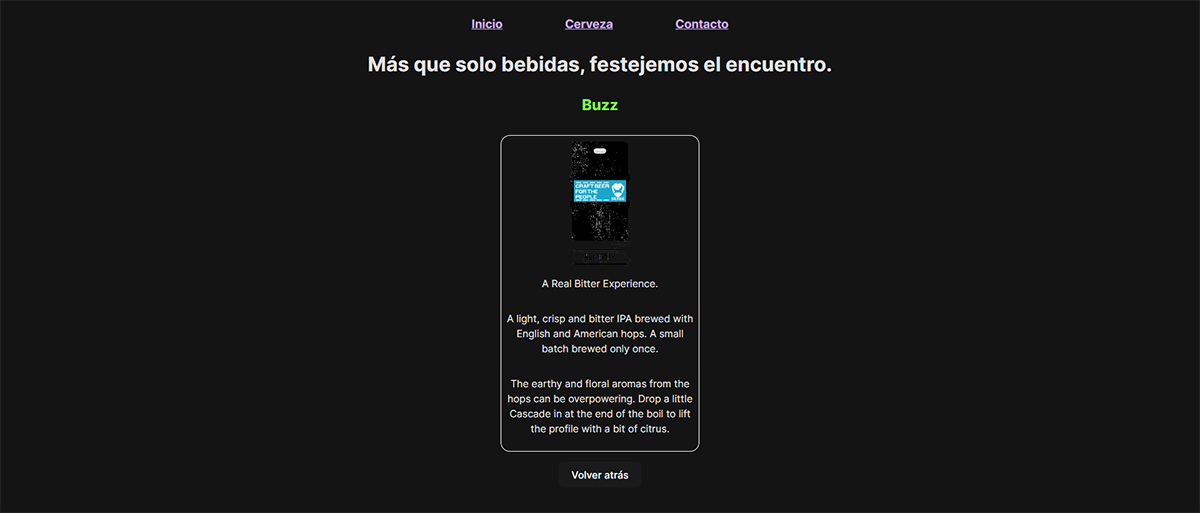 Inicio Cerveza Contacto
Más que solo bebidas, festejemos el encuentro.
Buzz
CRAFT BEER
FOR THE
PEOPLE
A Real Bitter Experience.
A light, crisp and bitter IPA brewed with
English and American hops. A small
batch brewed only once.
The earthy and floral aromas from the
hops can be overpowering. Drop a little
Cascade in at the end of the boil to lift
the profile with a bit of citrus.
Volver atrás